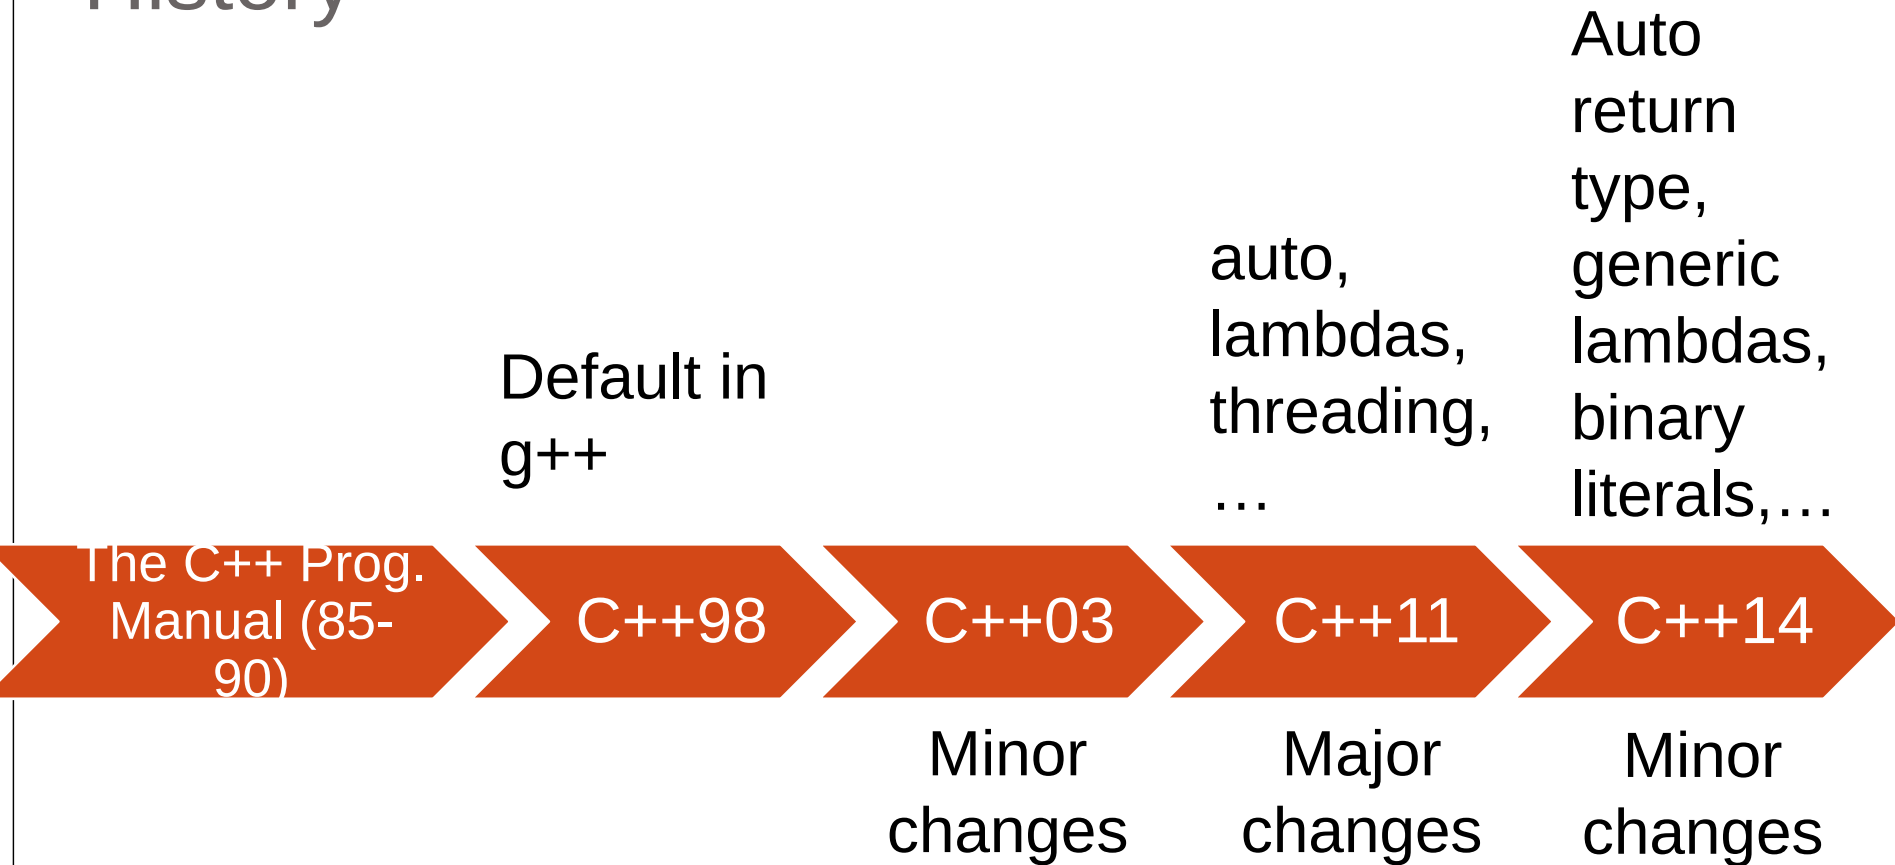 History
Auto
return
type,
generic
lambdas,
binary
literals,…
auto,
lambdas,
threading,
…
Default in
g++
The C++ Prog.
Manual (85-
90)
C++98
C++03
C++11
C++14
Minor
changes
Major
changes
Minor
changes